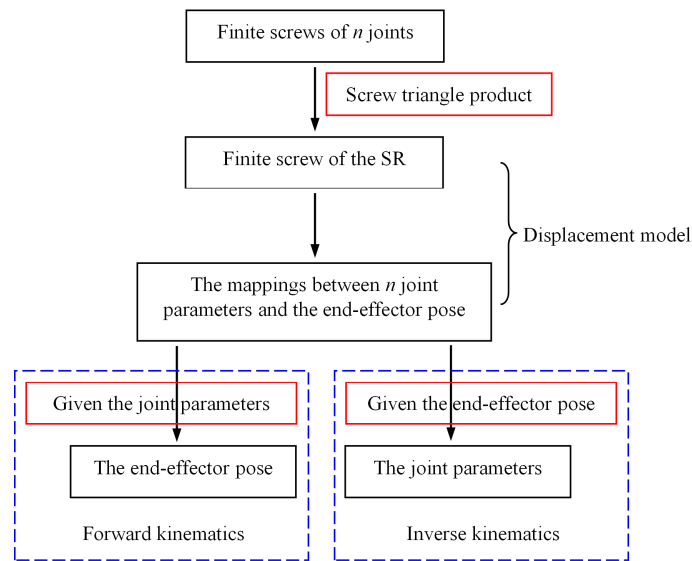 Finite screws of n joints
Screw triangle product
Finite screw of the SR
Displacement model
The mappings between n joint
parameters and the end-effector pose
Given the joint parameters
Given the end-effector pose
The end-effector pose
The joint parameters
Forward kinematics
Inverse kinematics